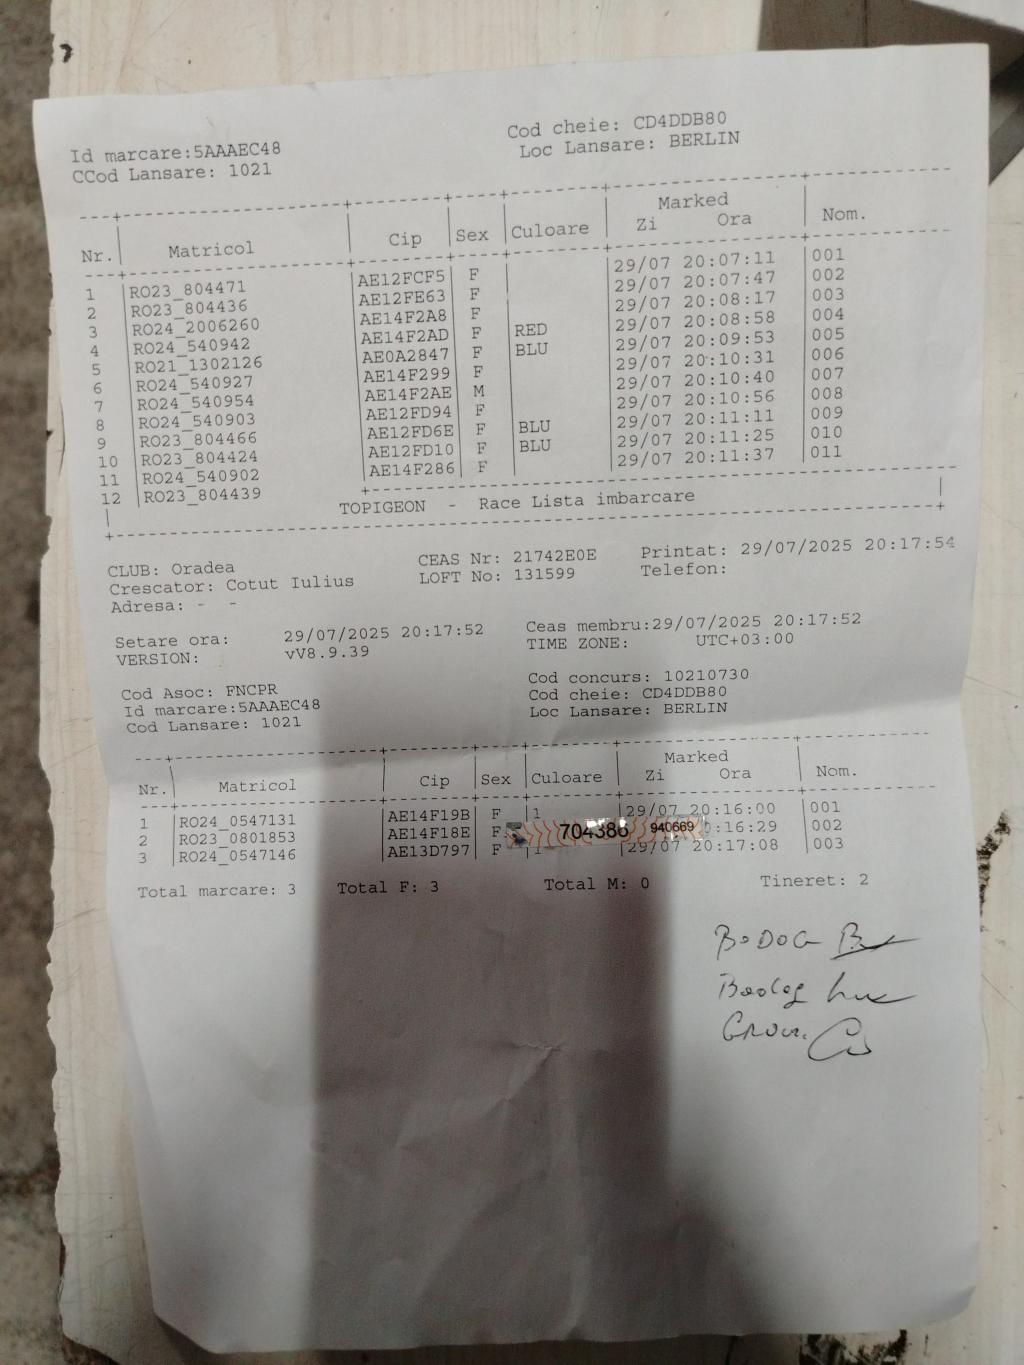 Id marcare:5AAAEC48 Cod cheie: CD4DDB80
CCod Lansare: 1021 Loc Lansare: BERLIN
Marked
Nr. Matricol Cip Sex Culoare Zi Ora Nom.
1 RO23_804471 AE12FCF5 F 29/07 20:07:11 001
2 RO23_804436 AE12FE63 F 29/07 20:07:47 002
3 RO24_2006260 AE14F2A8 F 29/07 20:08:17 003
4 RO24_540942 AE14F2AD F RED 29/07 20:08:58 004
5 RO21_1302126 AE0A2847 F BLU 29/07 20:09:53 005
6 RO24_540927 AE14F299 F 29/07 20:10:31 006
7 RO24_540954 AE14F2AE M 29/07 20:10:40 007
8 RO24_540903 AE12FD94 F 29/07 20:10:56 008
9 RO23_804466 AE12FD6E F BLU 29/07 20:11:11 009
10 RO23_804424 AE12FD10 F BLU 29/07 20:11:25 010
11 RO24_540902 AE14F286 F 29/07 20:11:37 011
12 RO23_804439
TOPIGEON - Race Lista imbarcare
CLUB: Oradea CEAS Nr: 21742E0E Printat: 29/07/2025 20:17:54
Crescator: Cotut Iulius LOFT No: 131599 Telefon:
Adresa: - -
Setare ora: 29/07/2025 20:17:52 Ceas membru:29/07/2025 20:17:52
VERSION: vV8.9.39 TIME ZONE: UTC+03:00
Cod Asoc: FNCPR Cod concurs: 10210730
Id marcare:5AAAEC48 Cod cheie: CD4DDB80
Cod Lansare: 1021 Loc Lansare: BERLIN
Marked
Nr. Matricol Cip Sex Culoare Zi Ora Nom.
1 RO24_0547131 AE14F19B F 1 29/07 20:16:00 001
2 RO23_0801853 AE14F18E F 704386 940669 :16:29 002
3 RO24_0547146 AE13D797 F 1 29/07 20:17:08 003
Total marcare: 3 Total F: 3 Total M: 0 Tineret: 2
BODOG